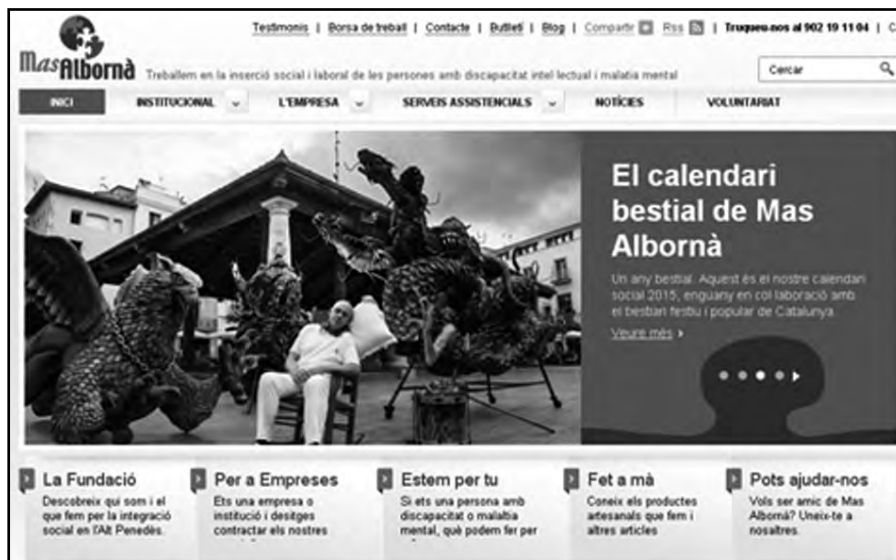 Testimonis | Borsa de treball | Contacte | Butlletí | Blog | Compartir | Rss | Truqueu-nos al 902 19 11 04 | C
Mas Albornà
Treballem en la inserció social i laboral de les persones amb discapacitat intel lectual i malatia mental
Cercar
INICI INSTITUCIONAL L'EMPRESA SERVEIS ASSISTENCIALS NOTÍCIES VOLUNTARIAT
El calendari
bestial de Mas
Albornà
Un any bestial. Aquest és el nostre calendari
social 2015, enguany en col laboració amb
el bestiari festiu i popular de Catalunya.
Veure més
La Fundació
Descobreix qui som i el
que fem per la integració
social en l'Alt Penedès.
Per a Empreses
Ets una empresa o
institució i desitges
contractar els nostres
Estem per tu
Si ets una persona amb
discapacitat o malaltia
mental, què podem fer per
Fet a mà
Coneix els productes
artesanals que fem i
altres articles
Pots ajudar-nos
Vols ser amic de Mas
Albornà? Uneix-te a
nosaltres.